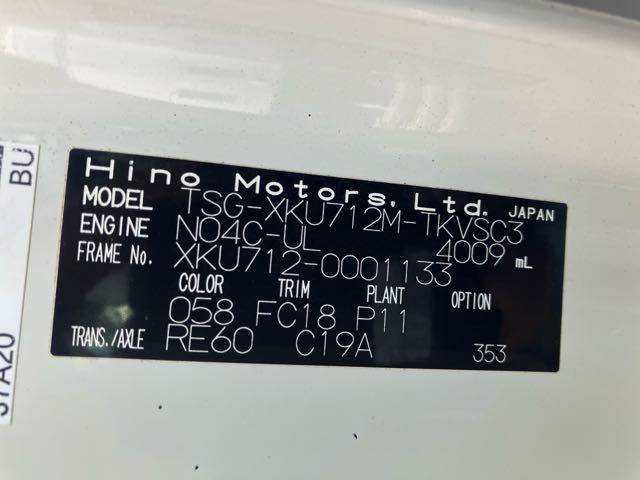 Hino Motors, Ltd. JAPAN
MODEL TSG-XKU712M-TKVSC3
ENGINE N04C-UL 4009 mL
FRAME No. XKU712-0001133
COLOR TRIM PLANT OPTION
058 FC18 P11
TRANS./AXLE RE60 C19A 353
BU